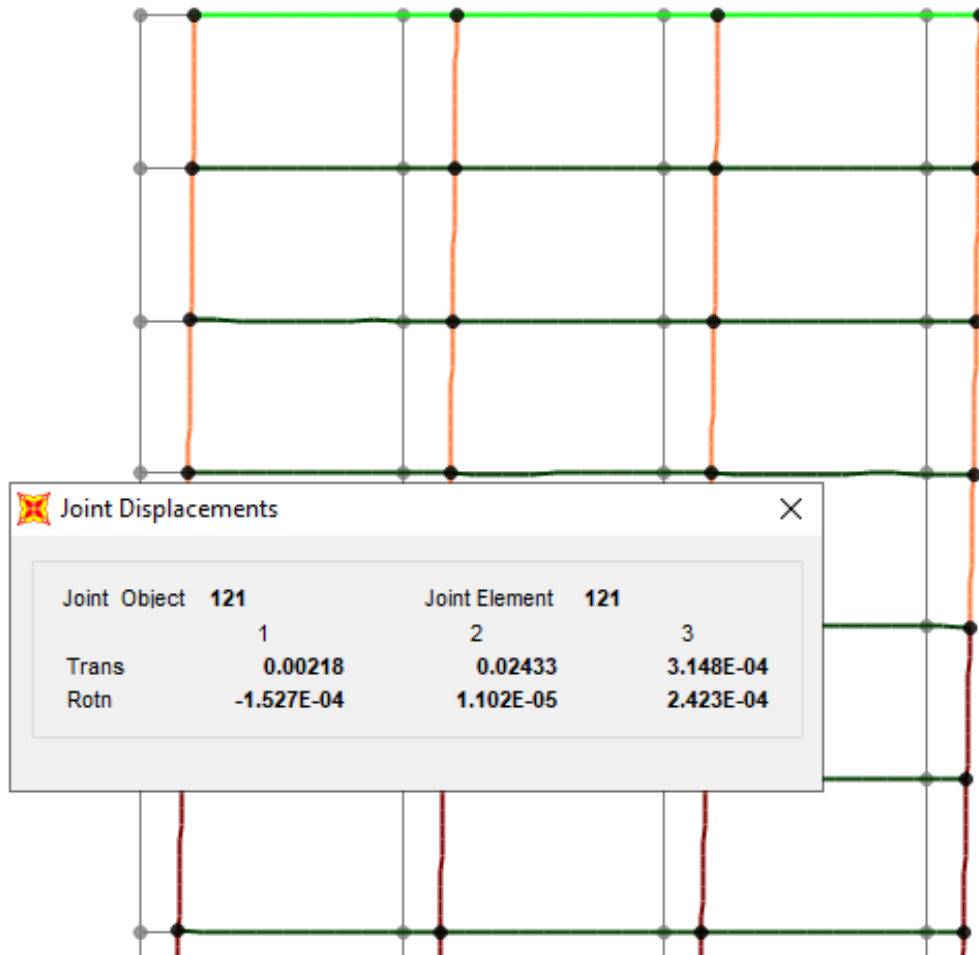 Joint Displacements
Joint Object 121 Joint Element 121
1 2 3
Trans 0.00218 0.02433 3.148E-04
Rotn -1.527E-04 1.102E-05 2.423E-04